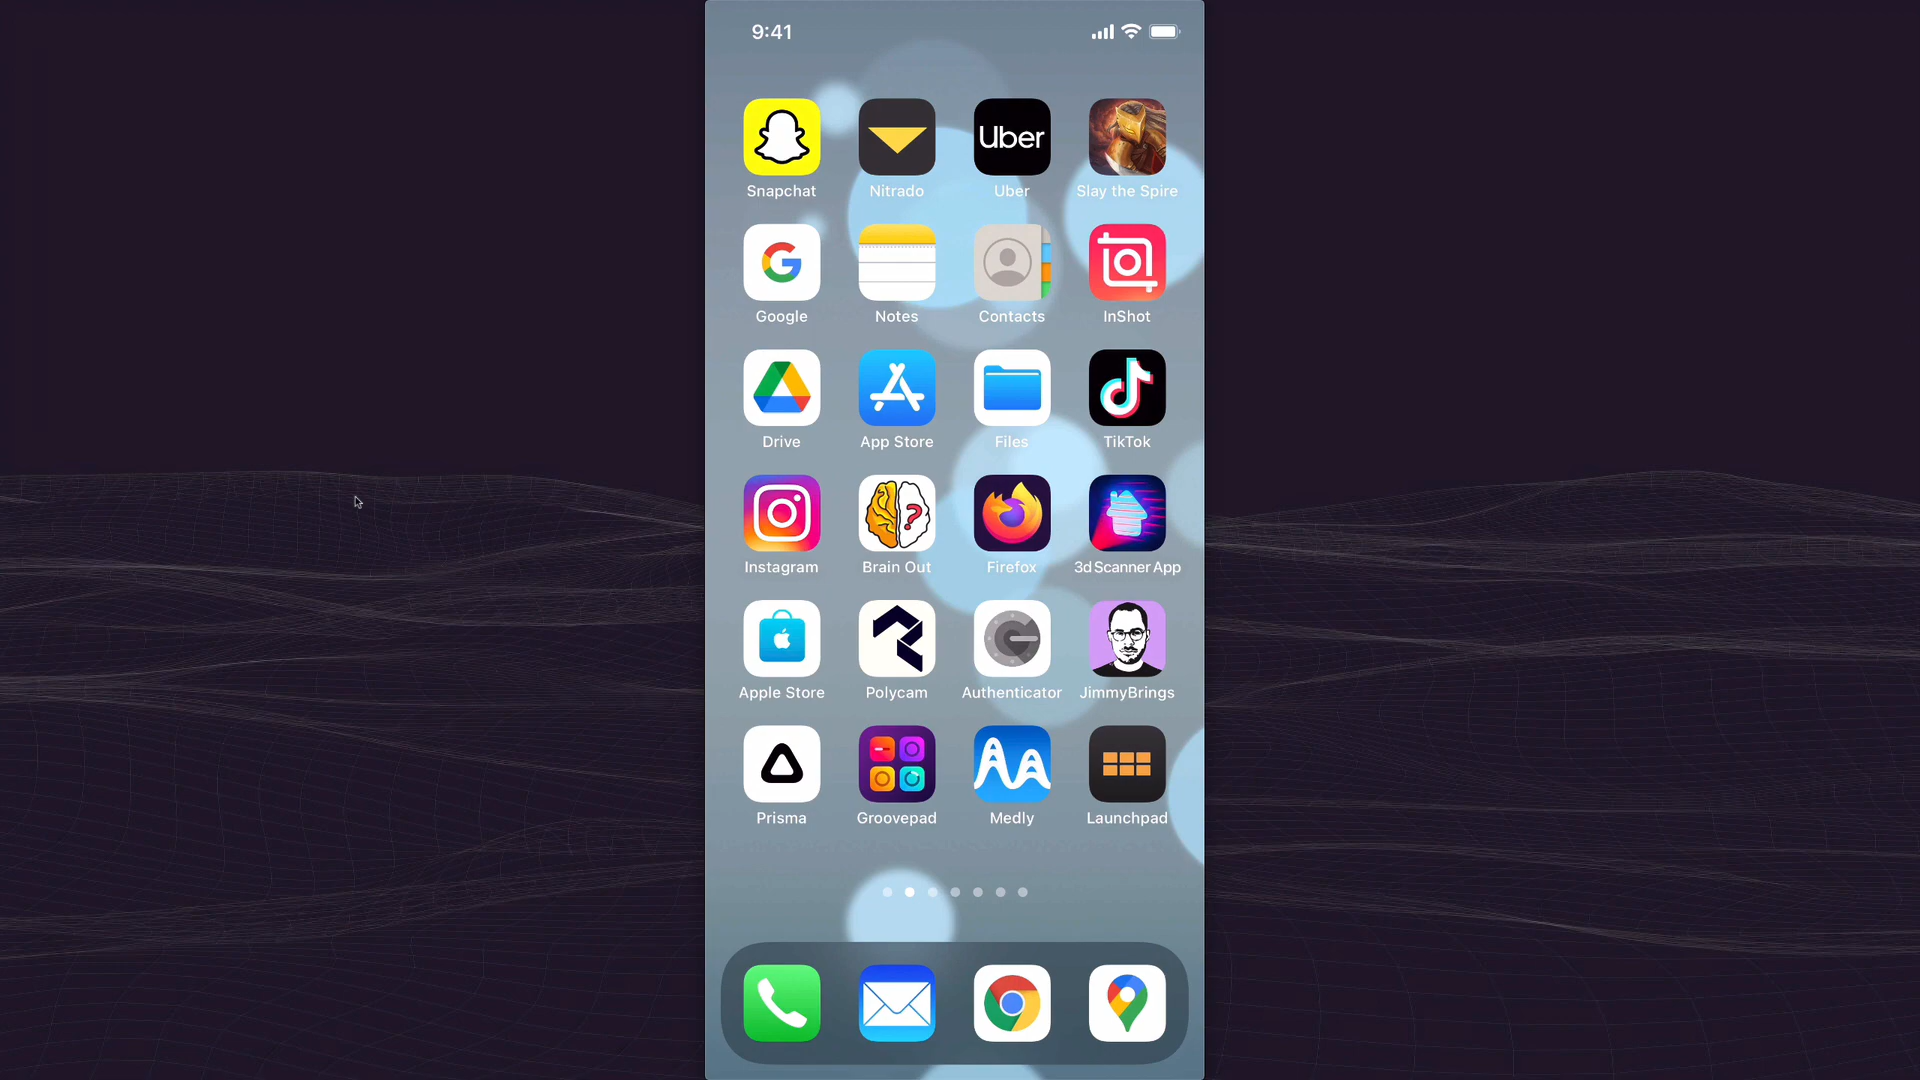 9:41
Snapchat Nitrado Uber Slay the Spire
Uber
Google Notes Contacts InShot
Drive App Store Files TikTok
Instagram Brain Out Firefox 3d Scanner App
Apple Store Polycam Authenticator JimmyBrings
Prisma Groovepad Medly Launchpad